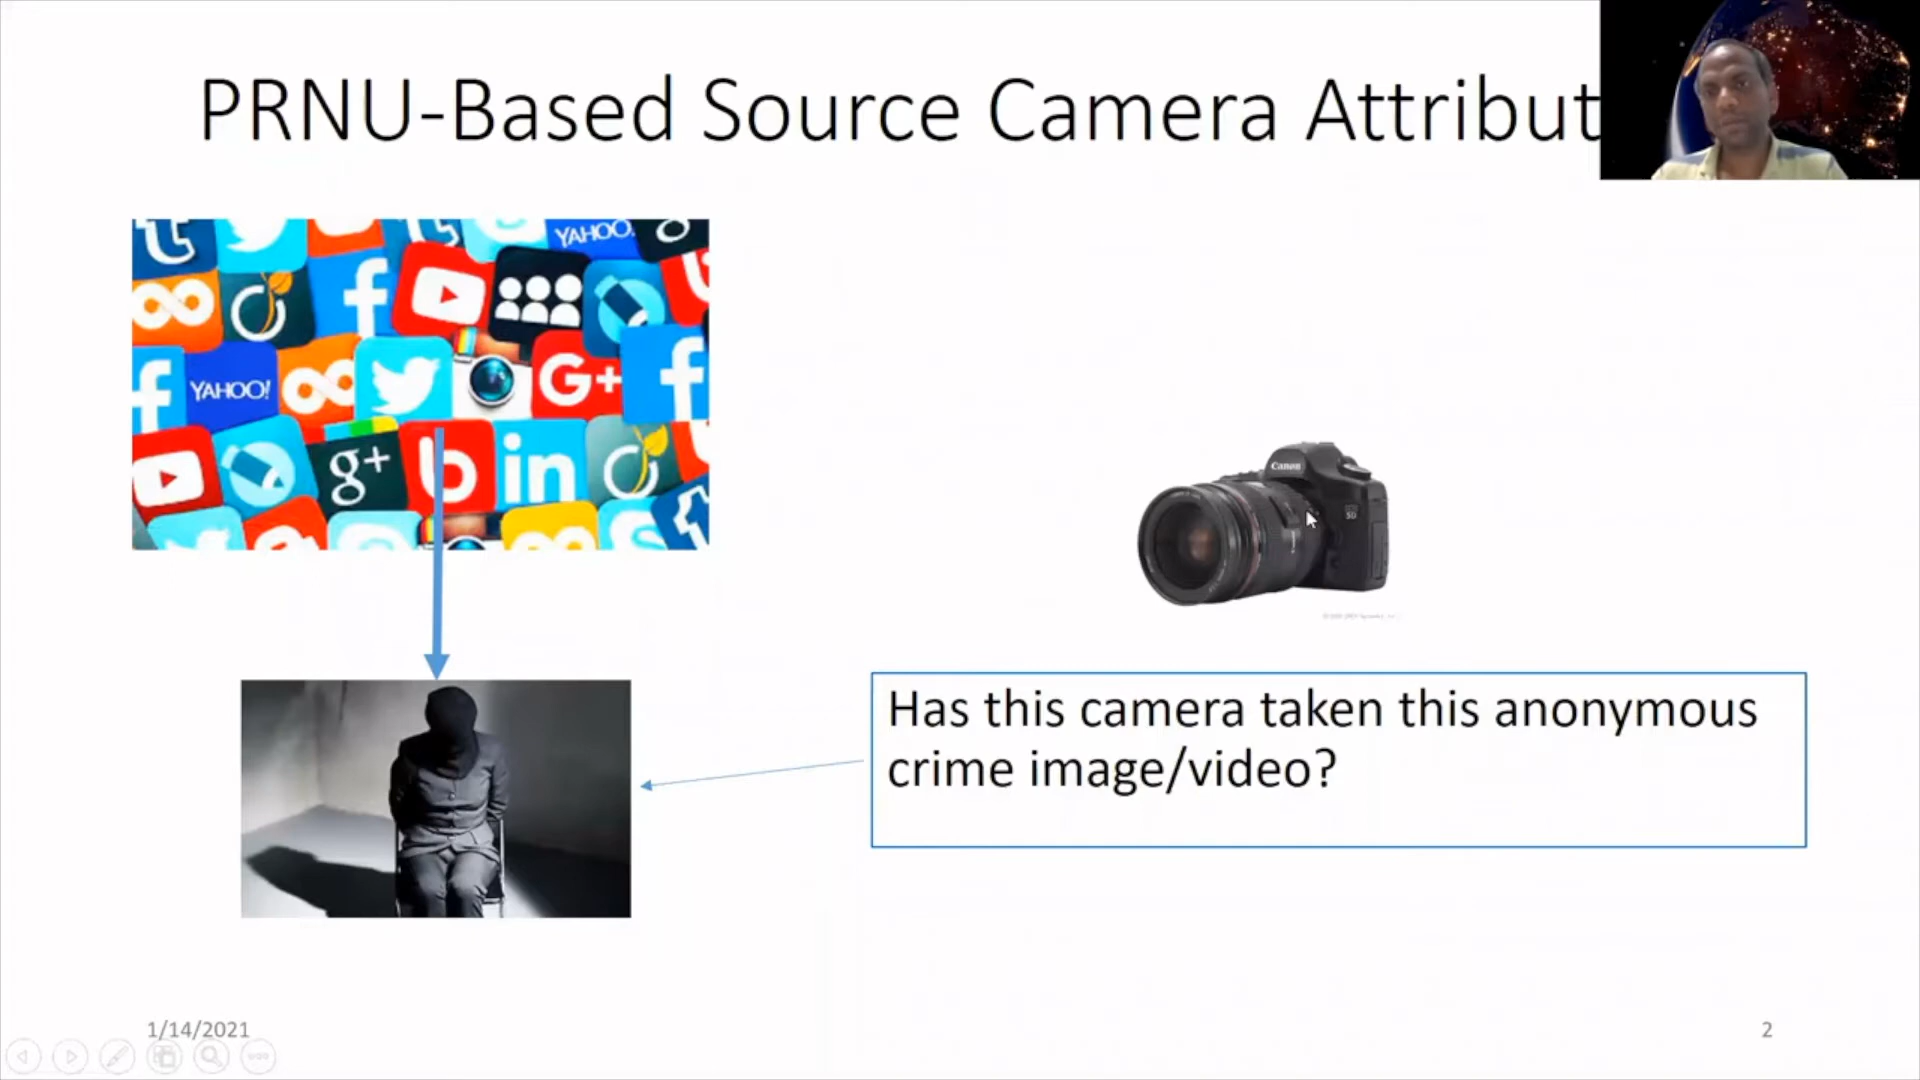 PRNU-Based Source Camera Attribut
YAHOO!
YAHOO!
G+
g+
in
Canon
5D
Has this camera taken this anonymous
crime image/video?
1/14/2021
2